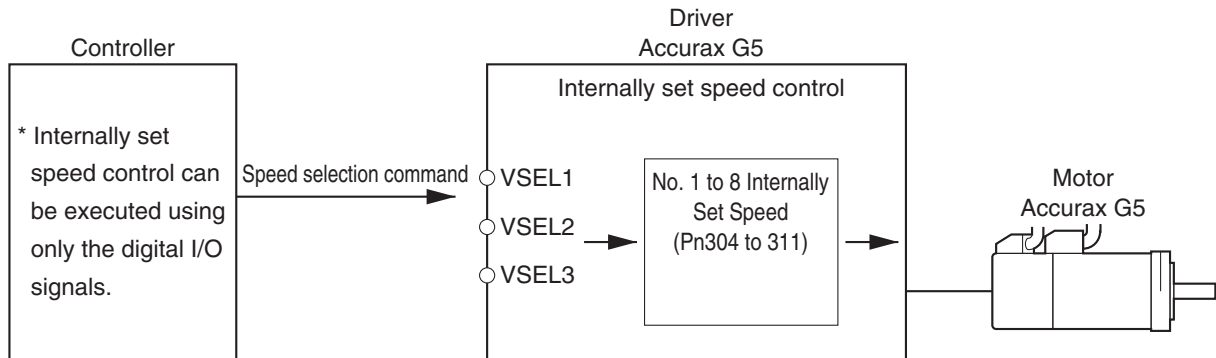 Controller
* Internally set
speed control can
be executed using
only the digital I/O
signals.
Speed selection command
Driver
Accurax G5
Internally set speed control
VSEL1
VSEL2
VSEL3
No. 1 to 8 Internally
Set Speed
(Pn304 to 311)
Motor
Accurax G5